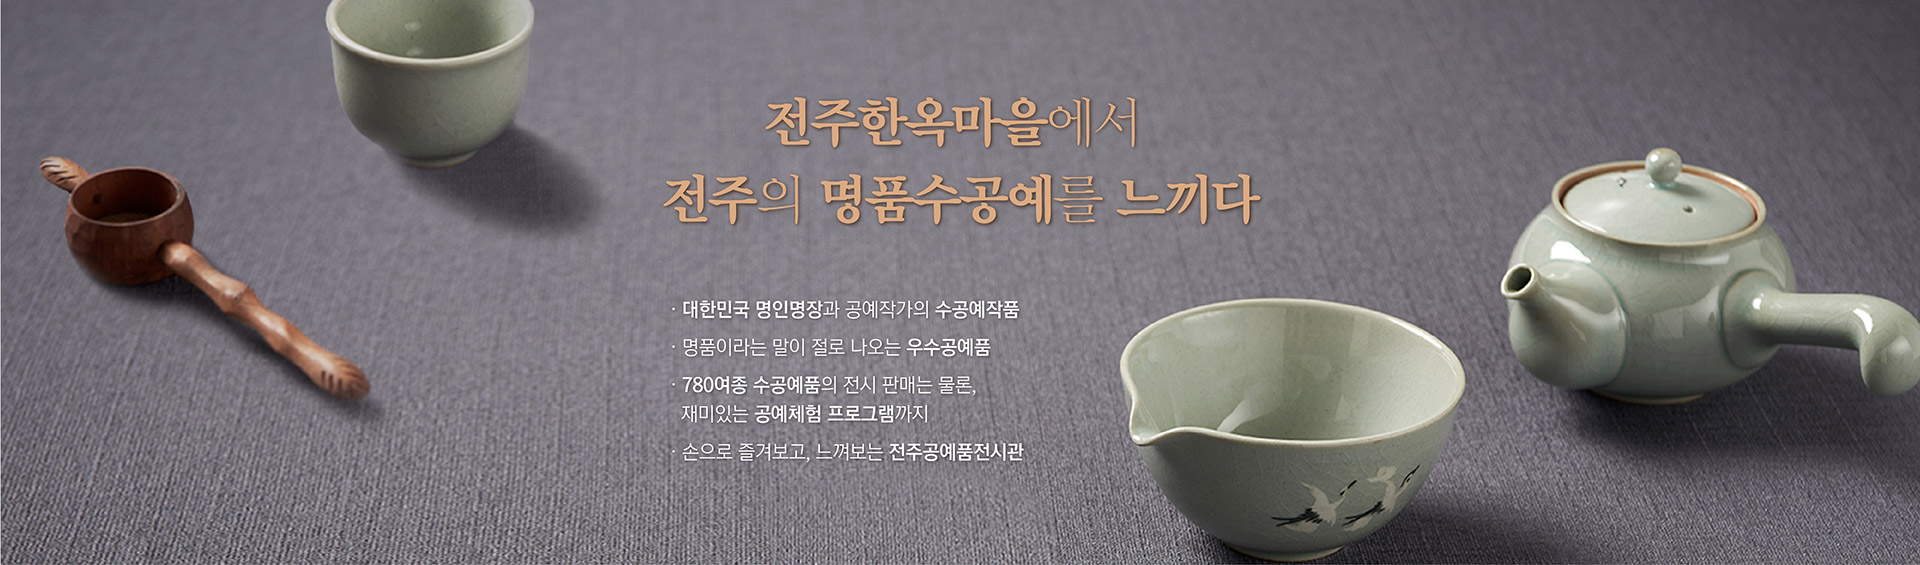 전주한옥마을에서
전주의 명품수공예를 느끼다
· 대한민국 명인명장과 공예작가의 수공예작품
· 명품이라는 말이 절로 나오는 우수공예품
· 780여종 수공예품의 전시 판매는 물론,
재미있는 공예체험 프로그램까지
· 손으로 즐겨보고, 느껴보는 전주공예품전시관